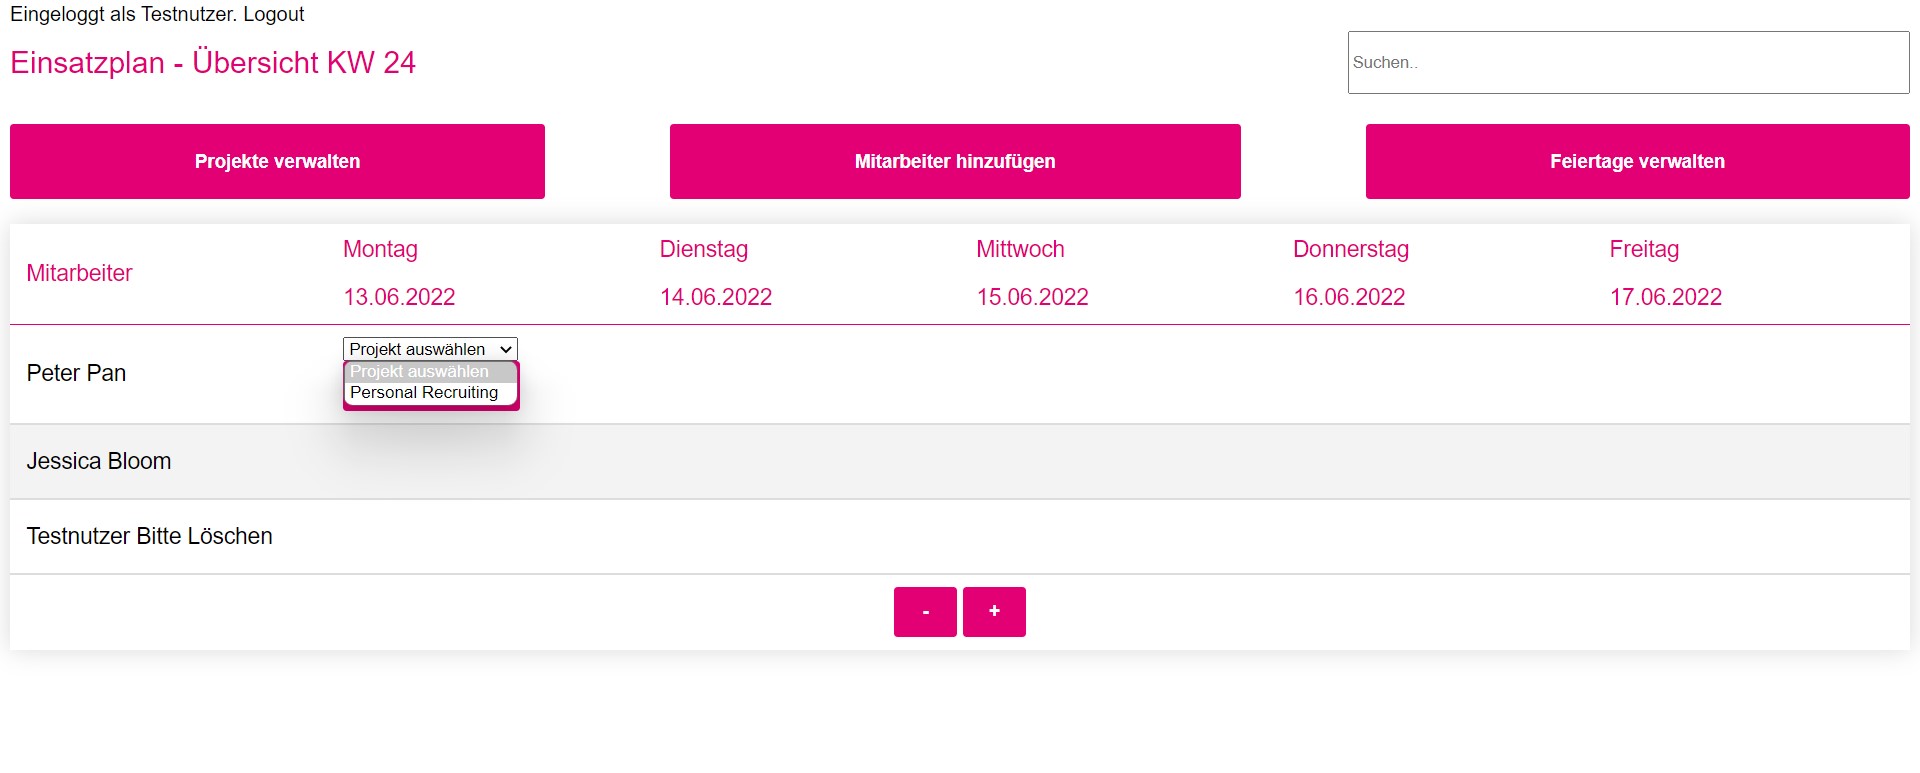 Eingeloggt als Testnutzer. Logout
Einsatzplan - Übersicht KW 24
Suchen..
Projekte verwalten
Mitarbeiter hinzufügen
Feiertage verwalten
Mitarbeiter
Montag
13.06.2022
Dienstag
14.06.2022
Mittwoch
15.06.2022
Donnerstag
16.06.2022
Freitag
17.06.2022
Peter Pan
Projekt auswählen
Projekt auswählen
Personal Recruiting
Jessica Bloom
Testnutzer Bitte Löschen
-
+